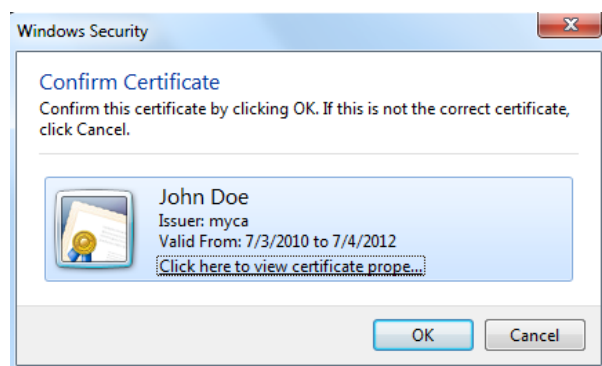 Windows Security
Confirm Certificate
Confirm this certificate by clicking OK. If this is not the correct certificate,
click Cancel.
John Doe
Issuer: myca
Valid From: 7/3/2010 to 7/4/2012
Click here to view certificate prope...
OK
Cancel